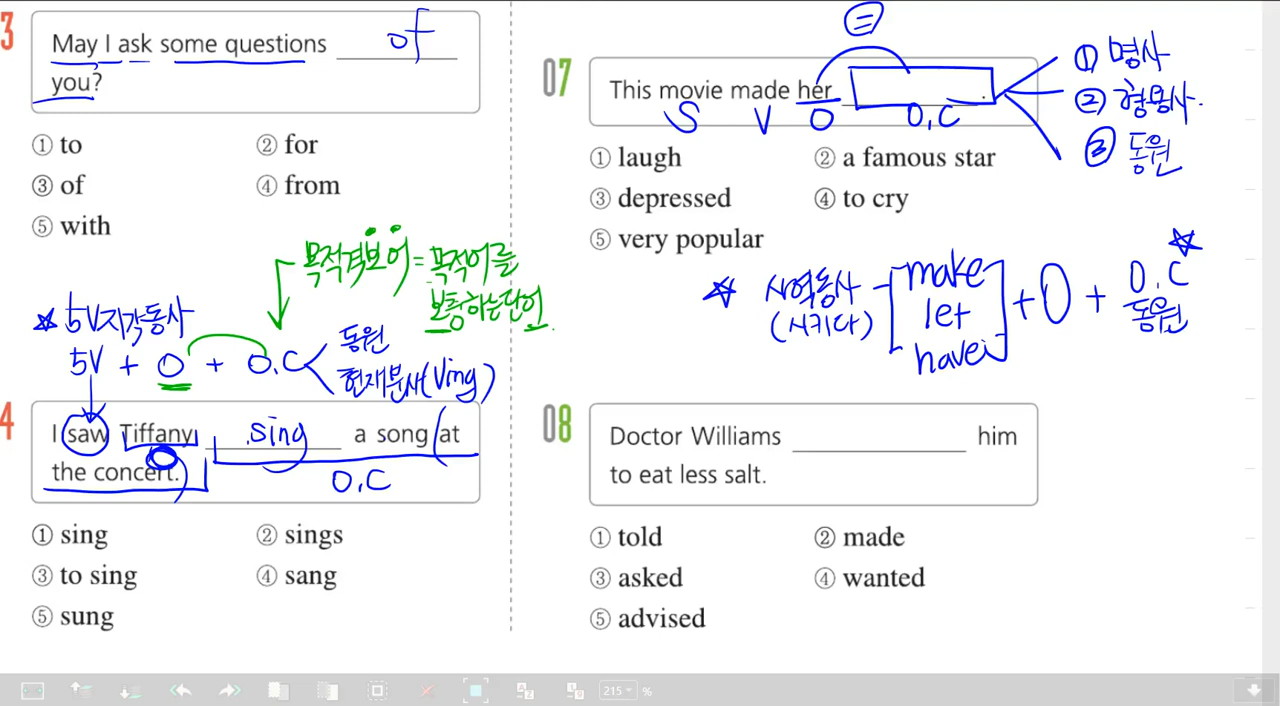 3
May I ask some questions of
you?
① to ② for
③ of ④ from
⑤ with
목적격보어 = 목적어를
보통하는단어.
☆ 5V지각동사
5V + O + O.C < 동원
현재분사(Ving)
4
I saw Tiffany sing a song at
the concert.
O
O.C
① sing ② sings
③ to sing ④ sang
⑤ sung
07
=
This movie made her
S V O O.C
① 명사
② 형용사.
③ 동원
① laugh ② a famous star
③ depressed ④ to cry
⑤ very popular
☆ 사역동사 - make + O + O.C ☆
(시키다) let 동원
have
08
Doctor Williams him
to eat less salt.
① told ② made
③ asked ④ wanted
⑤ advised
215 %